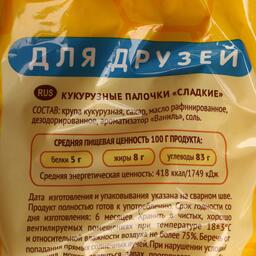 ДЛЯ ДРУЗЕЙ
RUS КУКУРУЗНЫЕ ПАЛОЧКИ «СЛАДКИЕ»
СОСТАВ: крупа кукурузная, сахар, масло рафинированное,
дезодорированное, ароматизатор «Ваниль», соль.
СРЕДНЯЯ ПИЩЕВАЯ ЦЕННОСТЬ 100 Г ПРОДУКТА:
белки 5 г жиры 8 г углеводы 83 г
Средняя энергетическая ценность: 418 ккал/1749 кДж.
Дата изготовления и упаковывания указана на сварном шве.
Продукт полностью готов к употреблению. Срок годности со
дня изготовления: 6 месяцев. Хранить в чистых, хорошо
вентилируемых помещениях при температуре 18±3°С
и относительной влажности воздуха не более 75%. Беречь от
попадания прямых солнечных лучей. При нарушении условий